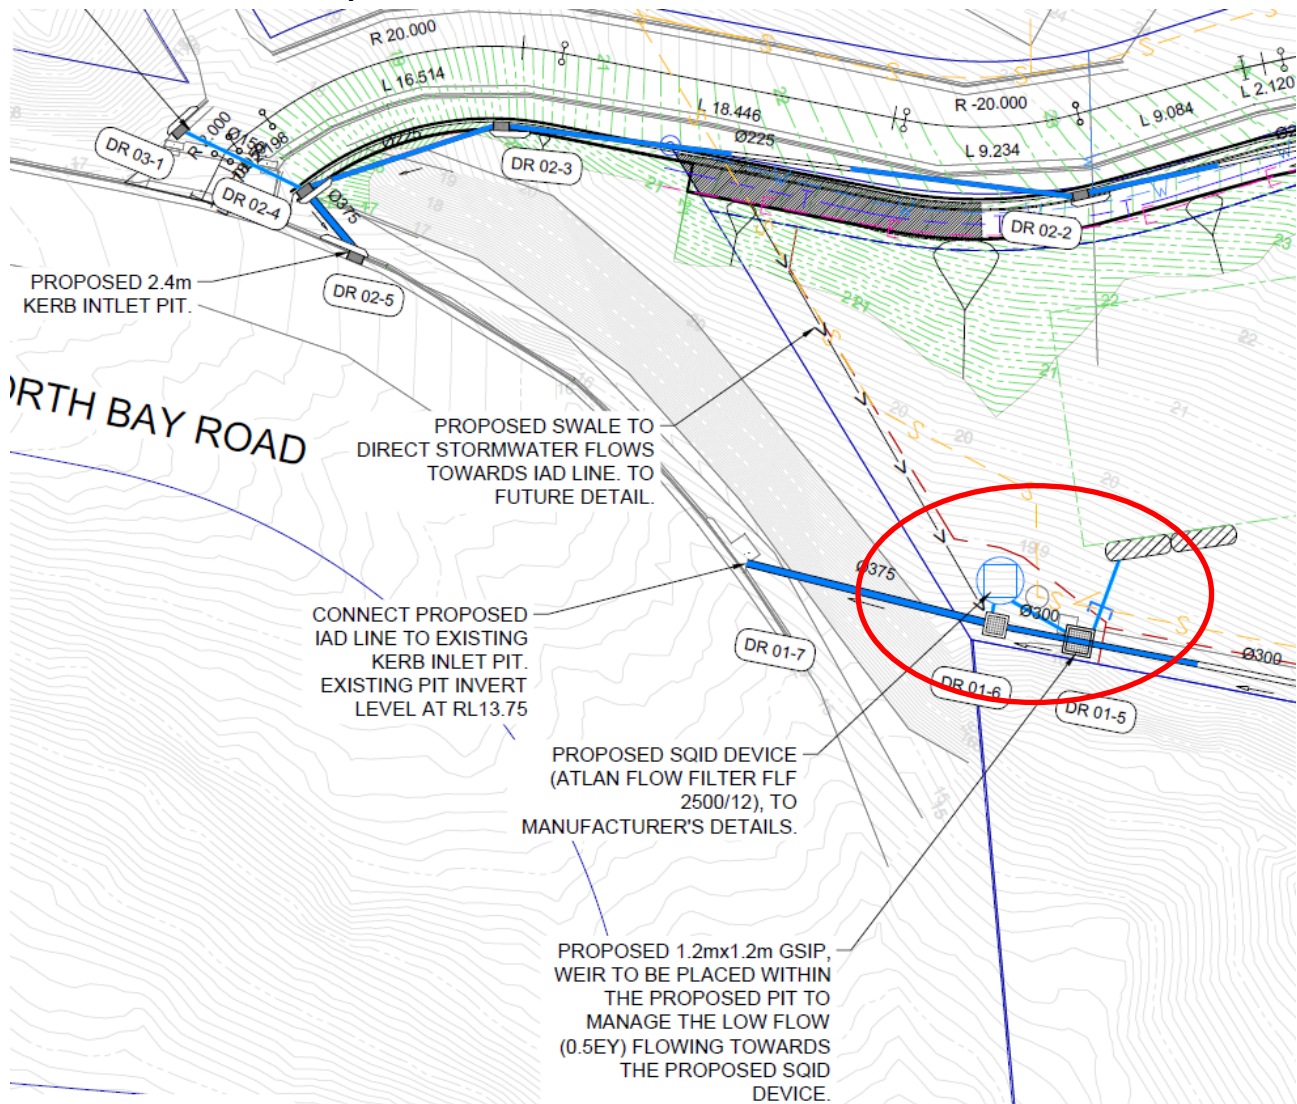 R 20.000
L 16.514
L 18.446
R -20.000
L 9.084
L 2.120
L 9.234
Ø225
DR 03-1
DR 02-4
DR 02-3
DR 02-2
Ø375
DR 02-5
PROPOSED 2.4m
KERB INTLET PIT.
ORTH BAY ROAD
PROPOSED SWALE TO
DIRECT STORMWATER FLOWS
TOWARDS IAD LINE. TO
FUTURE DETAIL.
Ø375
Ø300
Ø300
CONNECT PROPOSED
IAD LINE TO EXISTING
KERB INLET PIT.
EXISTING PIT INVERT
LEVEL AT RL13.75
DR 01-7
DR 01-6
DR 01-5
PROPOSED SQID DEVICE
(ATLAN FLOW FILTER FLF
2500/12), TO
MANUFACTURER'S DETAILS.
PROPOSED 1.2mx1.2m GSIP,
WEIR TO BE PLACED WITHIN
THE PROPOSED PIT TO
MANAGE THE LOW FLOW
(0.5EY) FLOWING TOWARDS
THE PROPOSED SQID
DEVICE.